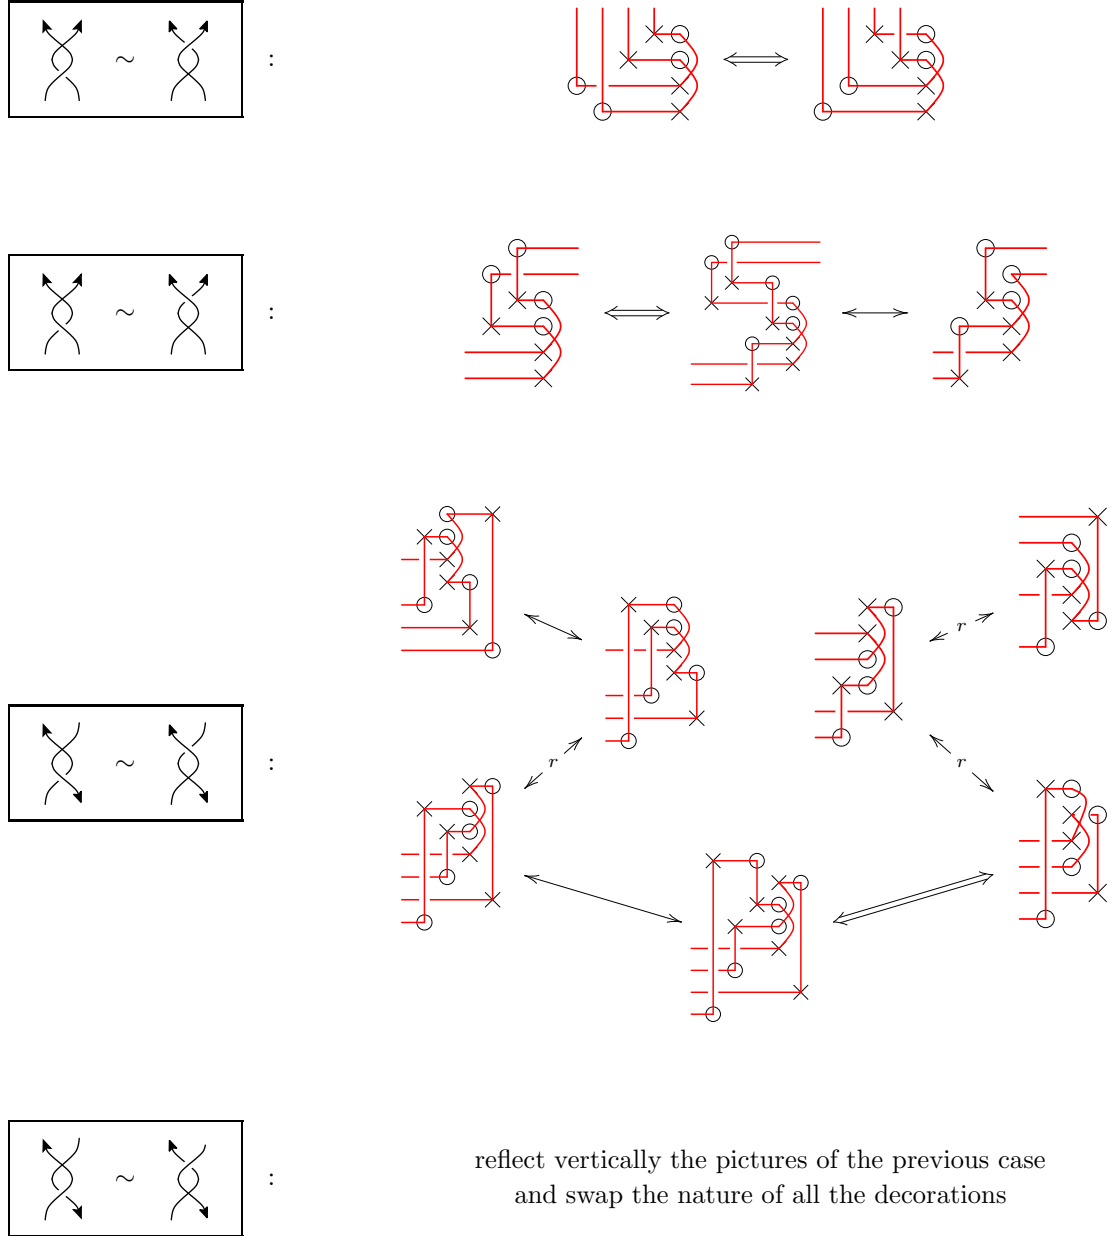 ∼ :
∼ :
r
∼ :
r
r
∼ :
reflect vertically the pictures of the previous case
and swap the nature of all the decorations